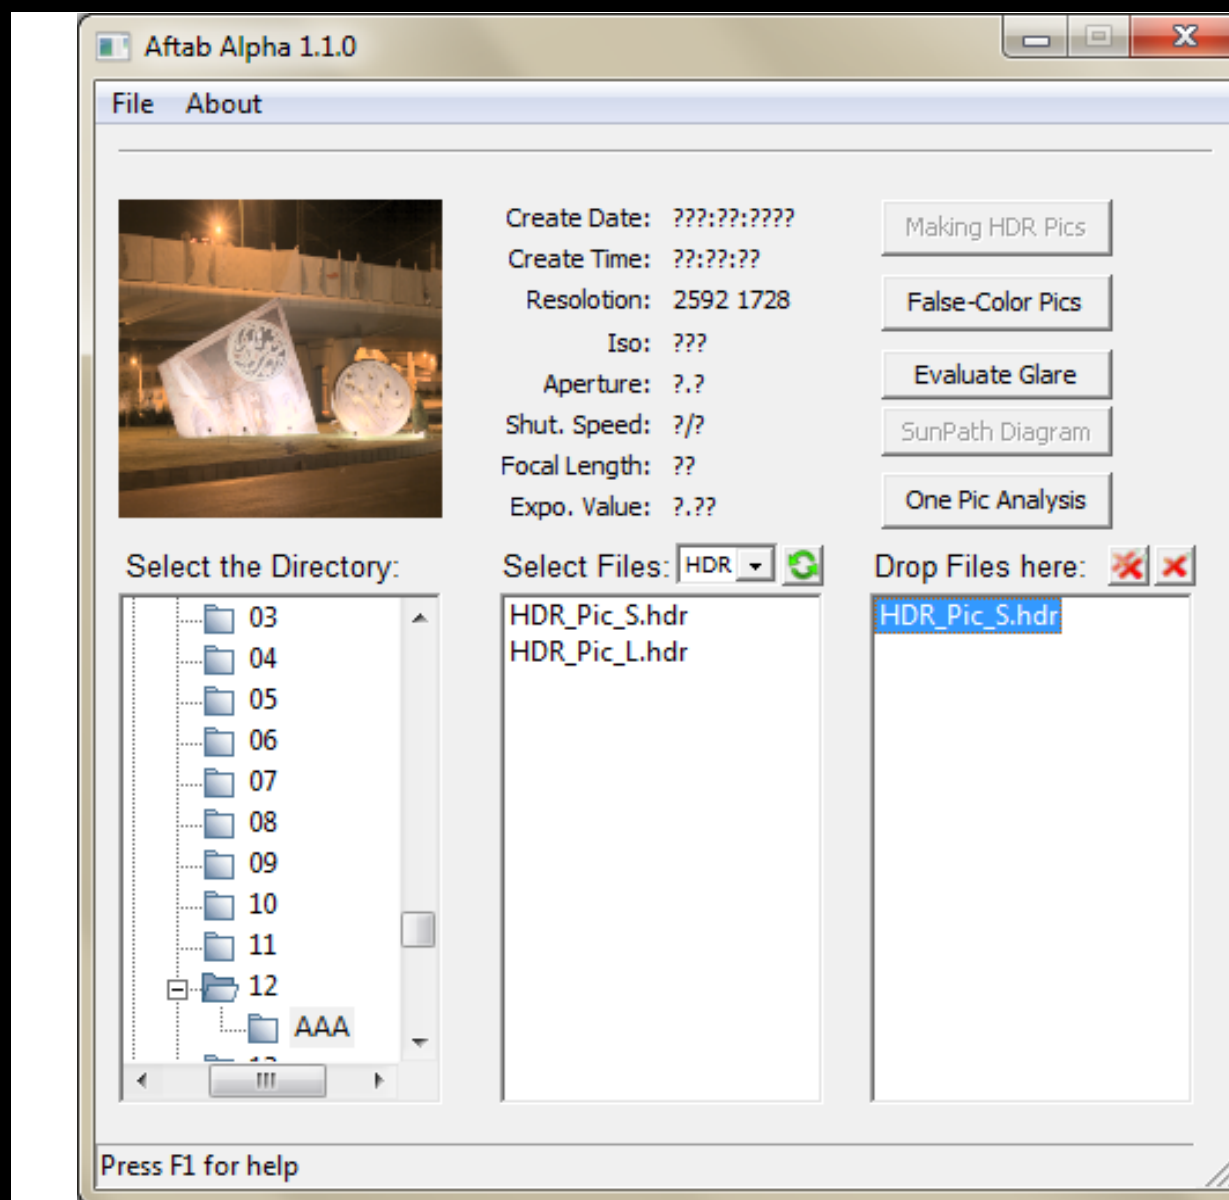 Aftab Alpha 1.1.0
File About
Create Date: ???:??:????
Create Time: ??:??:??
Resolotion: 2592 1728
Iso: ???
Aperture: ?.?
Shut. Speed: ?/?
Focal Length: ??
Expo. Value: ?.??
Making HDR Pics
False-Color Pics
Evaluate Glare
SunPath Diagram
One Pic Analysis
Select the Directory:
03
04
05
06
07
08
09
10
11
12
AAA
Select Files: HDR
HDR_Pic_S.hdr
HDR_Pic_L.hdr
Drop Files here:
HDR_Pic_S.hdr
Press F1 for help